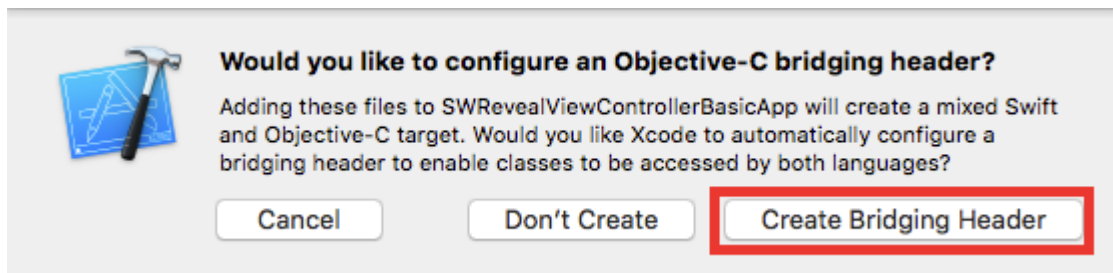 Would you like to configure an Objective-C bridging header?
Adding these files to SWRevealViewControllerBasicApp will create a mixed Swift
and Objective-C target. Would you like Xcode to automatically configure a
bridging header to enable classes to be accessed by both languages?
Cancel
Don’t Create
Create Bridging Header